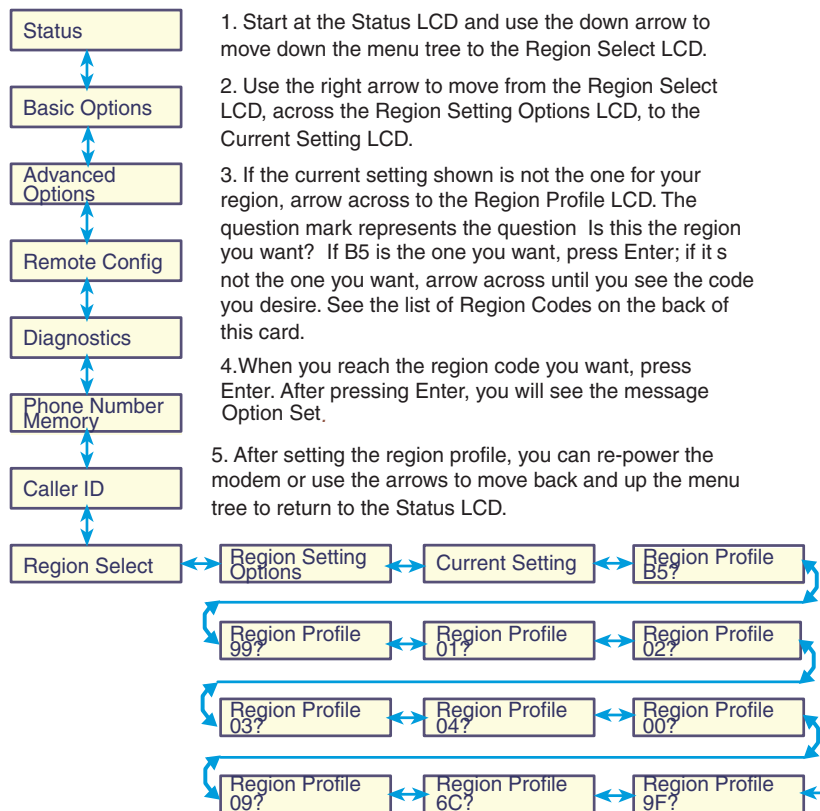 Status
Basic Options
Advanced
Options
Remote Config
Diagnostics
Phone Number
Memory
Caller ID
1. Start at the Status LCD and use the down arrow to
move down the menu tree to the Region Select LCD.
2. Use the right arrow to move from the Region Select
LCD, across the Region Setting Options LCD, to the
Current Setting LCD.
3. If the current setting shown is not the one for your
region, arrow across to the Region Profile LCD. The
question mark represents the question Is this the region
you want? If B5 is the one you want, press Enter; if it s
not the one you want, arrow across until you see the code
you desire. See the list of Region Codes on the back of
this card.
4.When you reach the region code you want, press
Enter. After pressing Enter, you will see the message
Option Set.
5. After setting the region profile, you can re-power the
modem or use the arrows to move back and up the menu
tree to return to the Status LCD.
Region Select
Region Setting
Options
Current Setting
Region Profile
B5?
Region Profile
99?
Region Profile
01?
Region Profile
02?
Region Profile
03?
Region Profile
04?
Region Profile
00?
Region Profile
09?
Region Profile
6C?
Region Profile
9F?